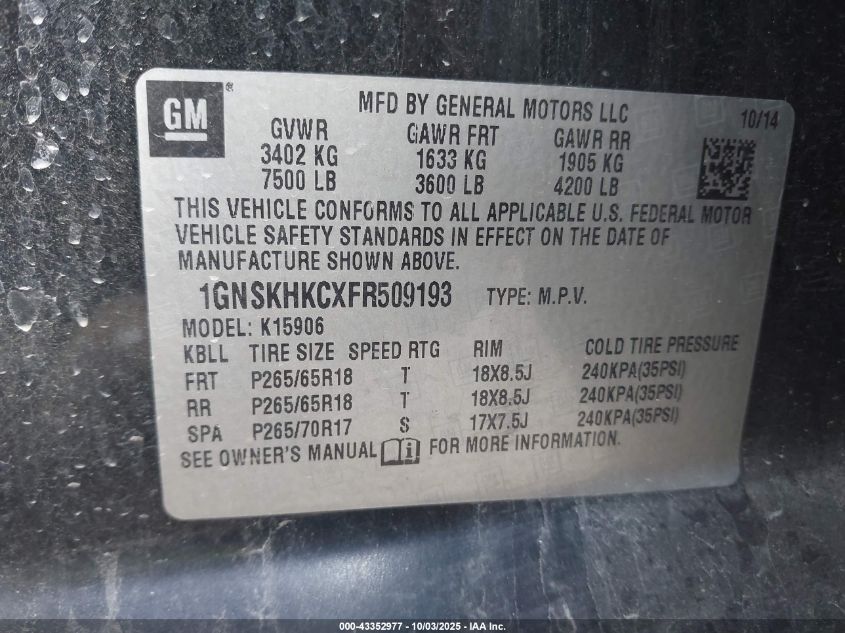 GM®
MFD BY GENERAL MOTORS LLC
10/14
GVWR GAWR FRT GAWR RR
3402 KG 1633 KG 1905 KG
7500 LB 3600 LB 4200 LB
THIS VEHICLE CONFORMS TO ALL APPLICABLE U.S. FEDERAL MOTOR
VEHICLE SAFETY STANDARDS IN EFFECT ON THE DATE OF
MANUFACTURE SHOWN ABOVE.
1GNSKHKCXFR509193 TYPE: M.P.V.
MODEL: K15906
KBLL TIRE SIZE SPEED RTG RIM COLD TIRE PRESSURE
FRT P265/65R18 T 18X8.5J 240KPA(35PSI)
RR P265/65R18 T 18X8.5J 240KPA(35PSI)
SPA P265/70R17 S 17X7.5J 240KPA(35PSI)
SEE OWNER'S MANUAL FOR MORE INFORMATION.
000-43352977 - 10/03/2025 - IAA Inc.